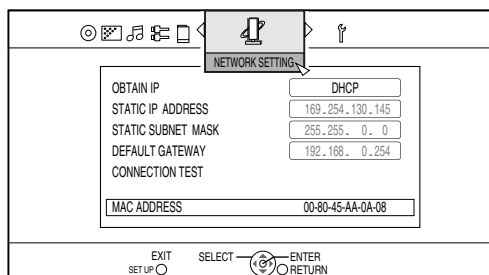 NETWORK SETTING
OBTAIN IP DHCP
STATIC IP ADDRESS 169.254.130.145
STATIC SUBNET MASK 255.255. 0. 0
DEFAULT GATEWAY 192.168. 0.254
CONNECTION TEST
MAC ADDRESS 00-80-45-AA-0A-08
EXIT SELECT ENTER
SET UP RETURN